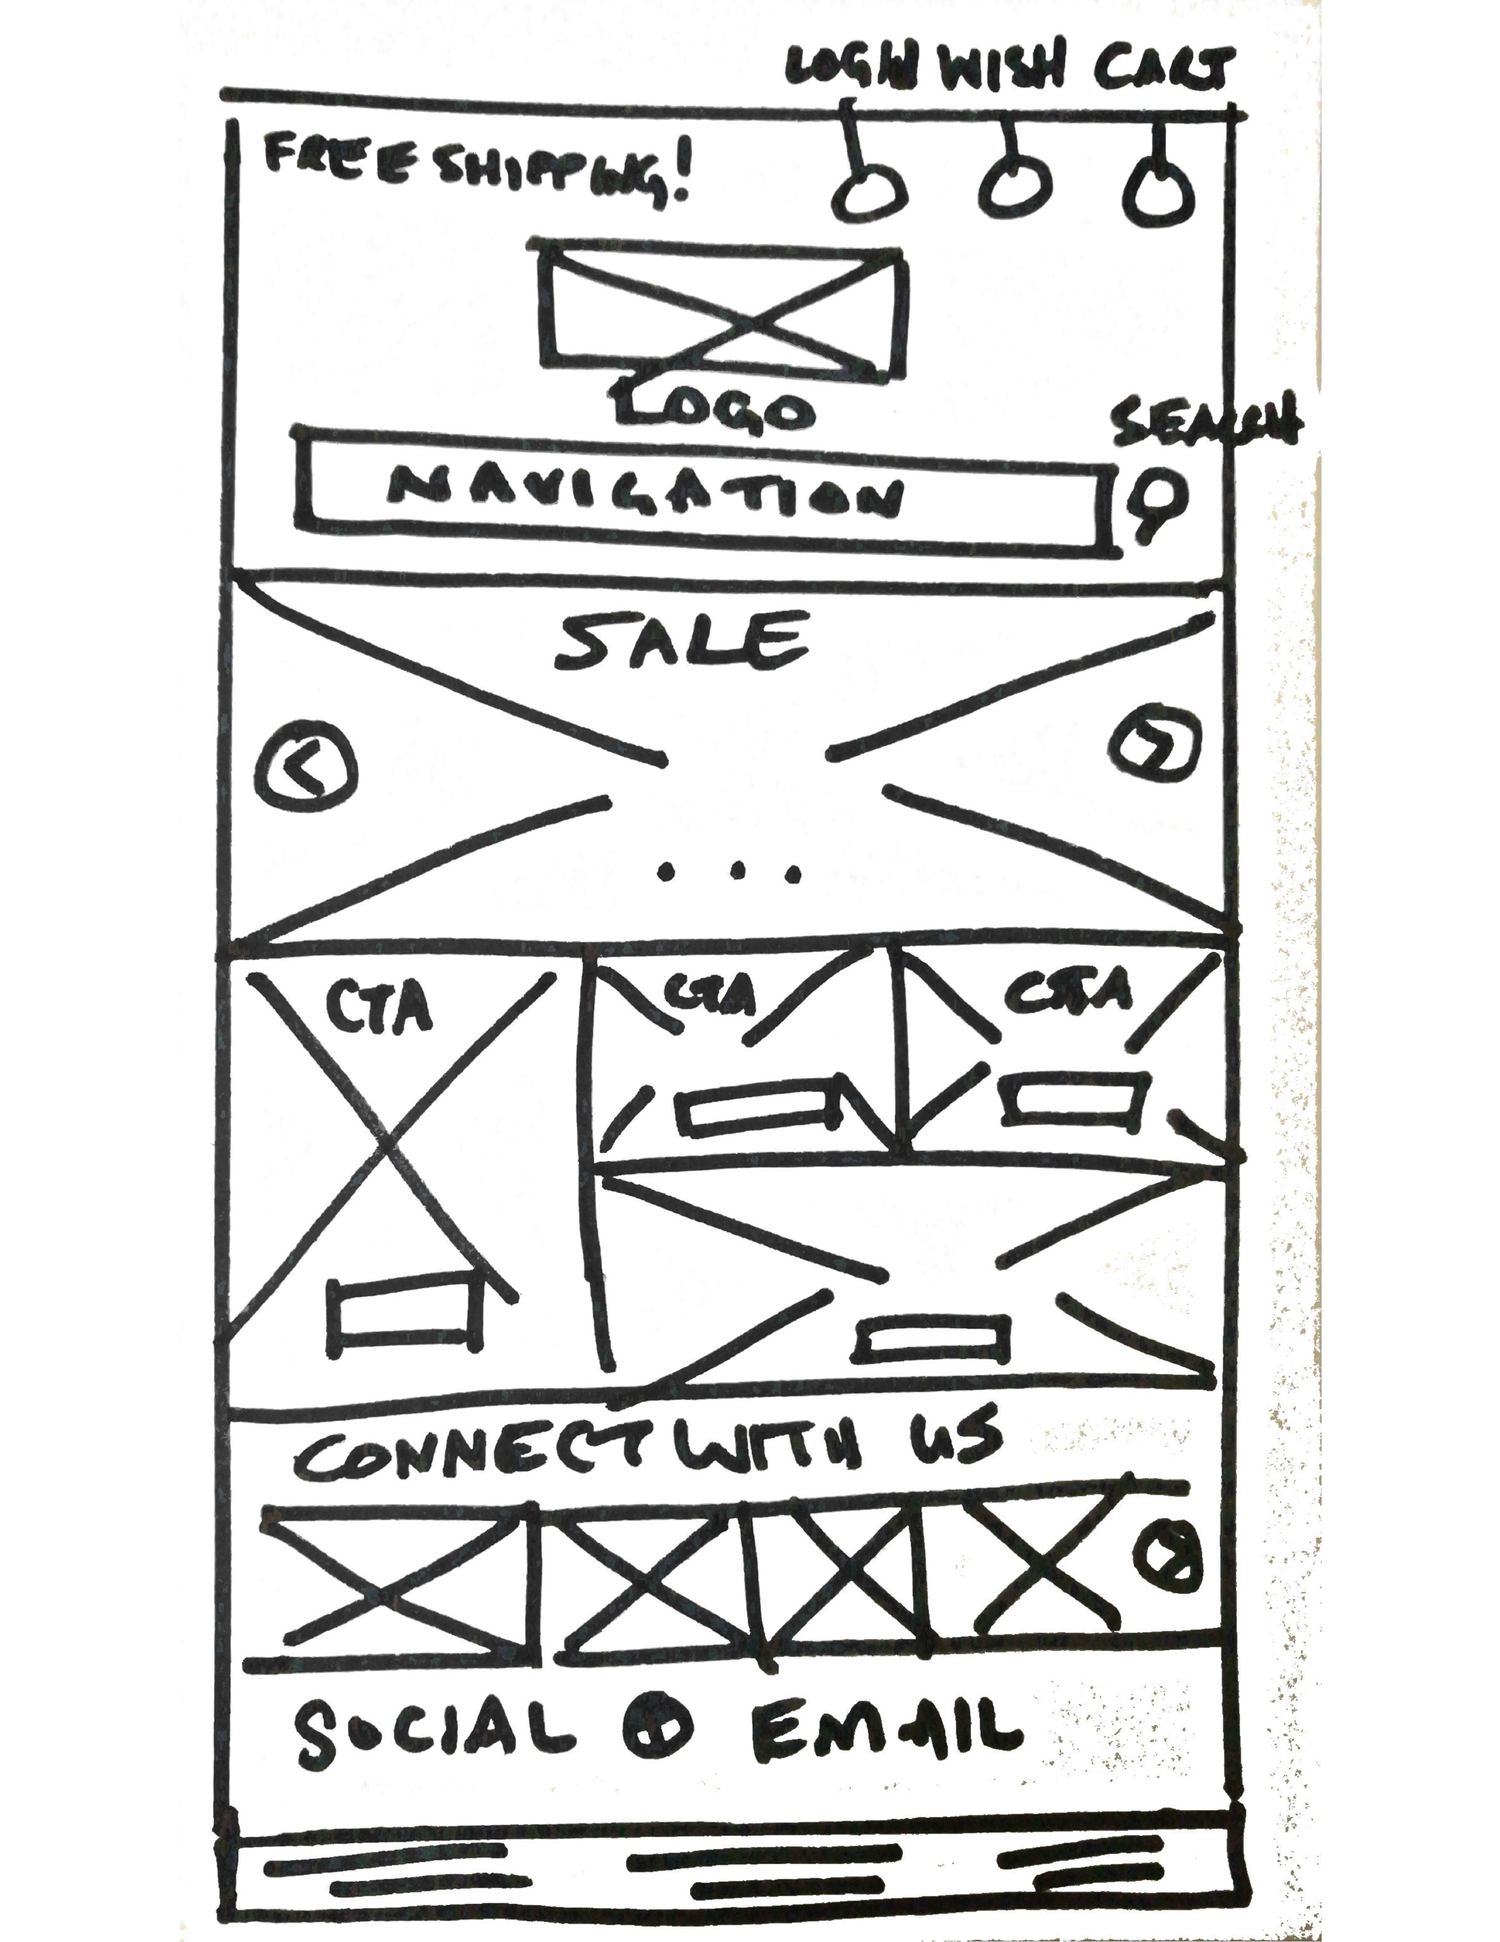 LOGIN WISH CART
FREE SHIPPING!
LOGO
SEARCH
NAVIGATION
SALE
CTA
CTA
CTA
CONNECT WITH US
SOCIAL
EMAIL